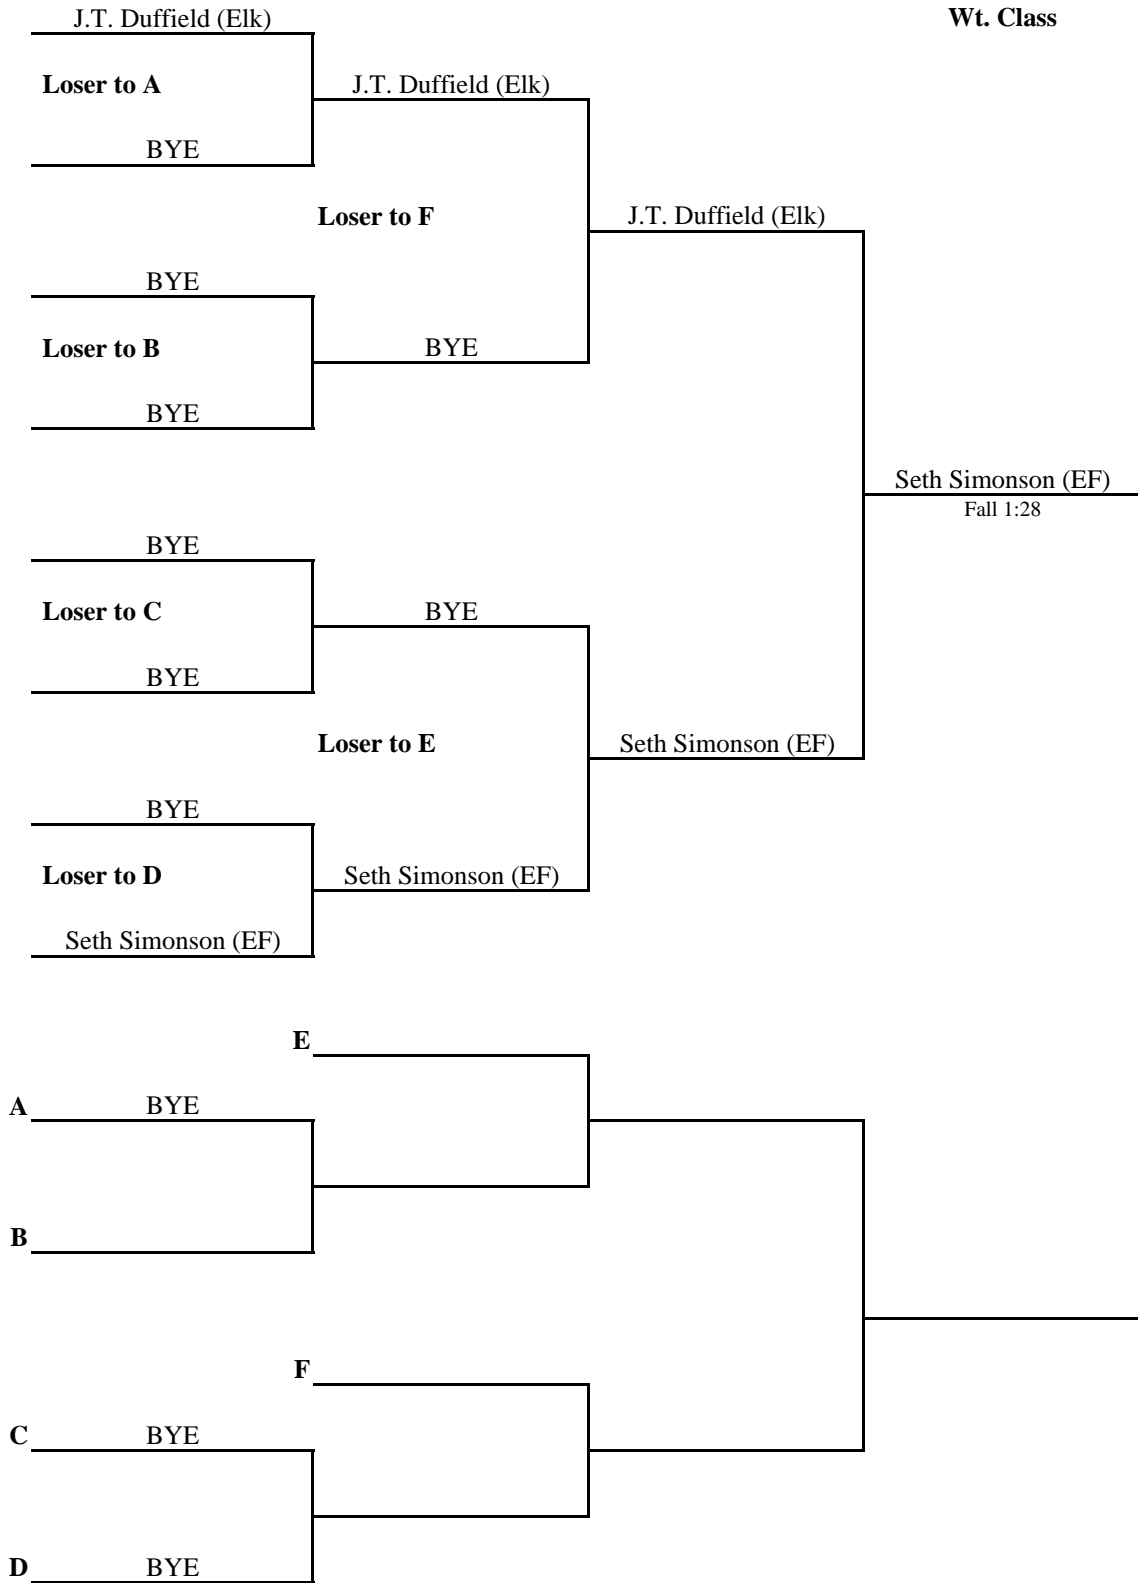 J.T. Duffield (Elk)
Wt. Class
Loser to A
J.T. Duffield (Elk)
BYE
Loser to F
J.T. Duffield (Elk)
BYE
Loser to B
BYE
BYE
Seth Simonson (EF)
Fall 1:28
BYE
Loser to C
BYE
BYE
Loser to E
Seth Simonson (EF)
BYE
Loser to D
Seth Simonson (EF)
Seth Simonson (EF)
E
A BYE
B
F
C BYE
D BYE